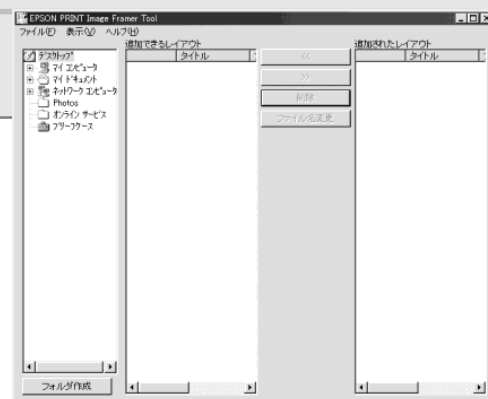 EPSON PRINT Image Framer Tool
ファイル(F) 表示(V) ヘルプ(H)
追加できるレイアウト
追加されたレイアウト
デスクトップ
マイ コンピュータ
マイ ドキュメント
ネットワーク コンピュータ
Photos
オンライン サービス
ブリーフケース
タイトル
<<
>>
削除
ファイル名変更
タイトル
フォルダ作成